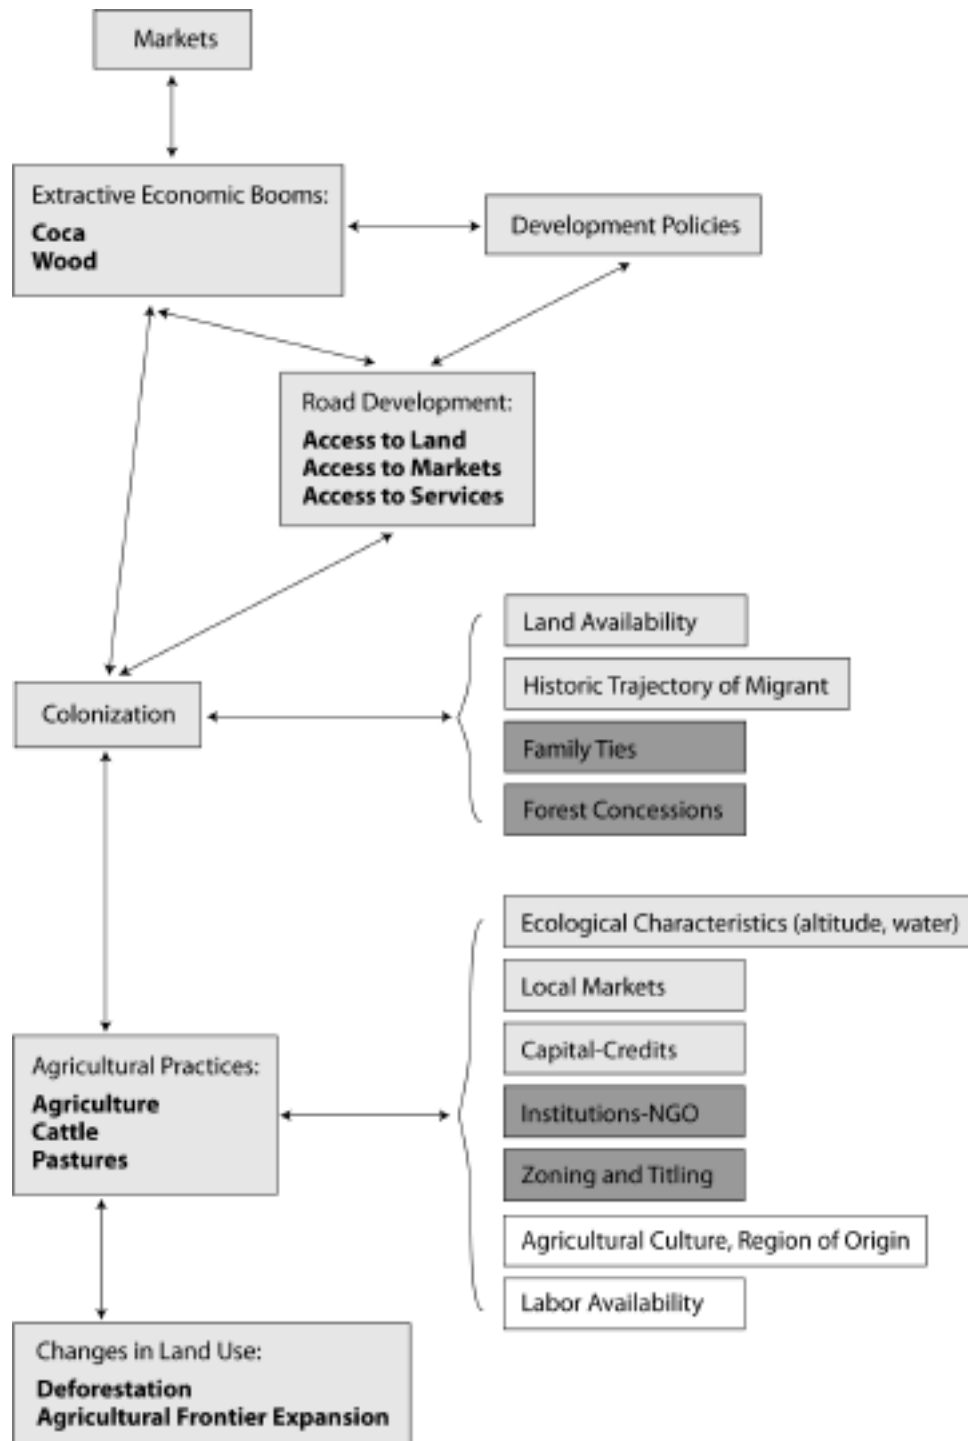 Markets
Extractive Economic Booms:
Coca
Wood
Development Policies
Road Development:
Access to Land
Access to Markets
Access to Services
Land Availability
Historic Trajectory of Migrant
Colonization
Family Ties
Forest Concessions
Ecological Characteristics (altitude, water)
Local Markets
Capital-Credits
Agricultural Practices:
Agriculture
Cattle
Pastures
Institutions-NGO
Zoning and Titling
Agricultural Culture, Region of Origin
Labor Availability
Changes in Land Use:
Deforestation
Agricultural Frontier Expansion